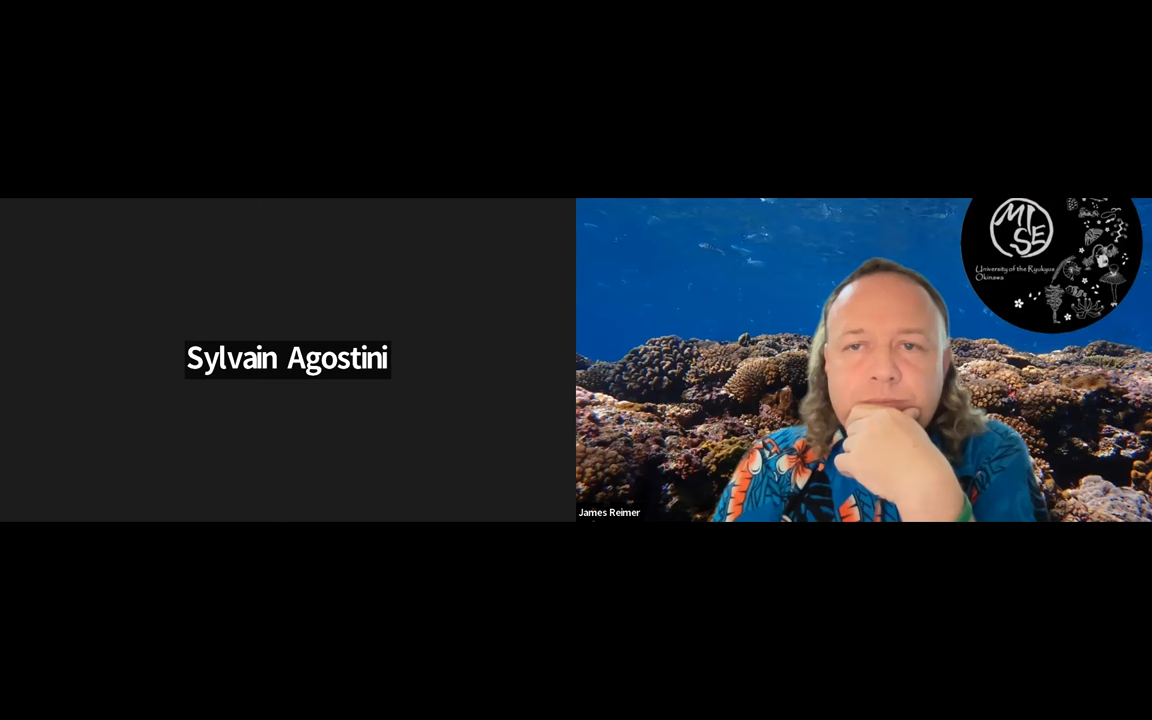 Sylvain Agostini
MISE
University of the Ryukyus
Okinawa
James Reimer